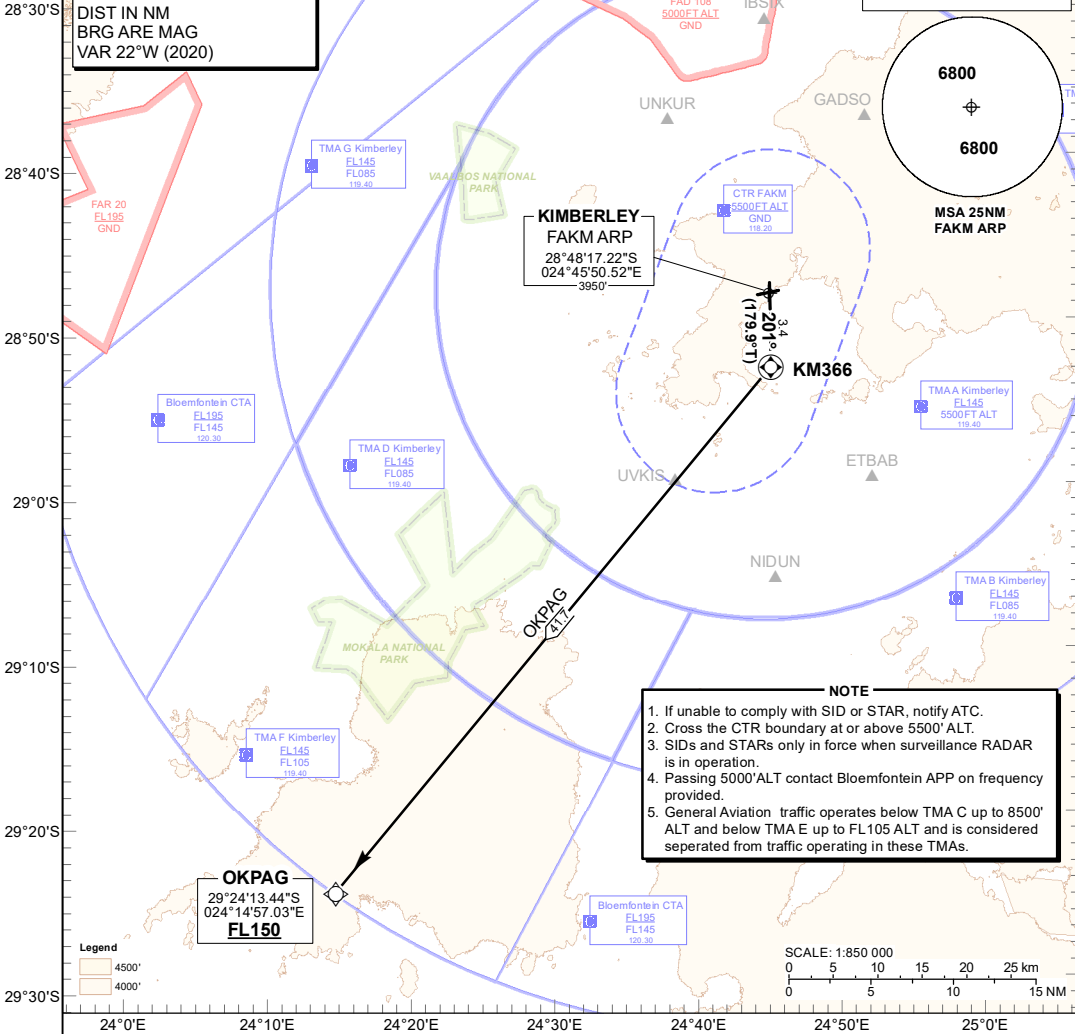 DIST IN NM
BRG ARE MAG
VAR 22°W (2020)
28°30'S
28°40'S
28°50'S
29°0'S
29°10'S
29°20'S
29°30'S
FAD 108
5000FT ALT
GND
IBSIX
UNKUR
GADSO
6800
6800
MSA 25NM
FAKM ARP
TMA G Kimberley
FL145
FL085
119.40
VAALBOS NATIONAL
PARK
FAR 20
FL195
GND
CTR FAKM
5500FT ALT
GND
118.20
KIMBERLEY
FAKM ARP
28°48'17.22"S
024°45'50.52"E
3950'
3.4
201°
(179.9°T)
KM366
Bloemfontein CTA
FL195
FL145
120.30
TMA A Kimberley
FL145
5500FT ALT
119.40
TMA D Kimberley
FL145
FL085
119.40
UVKIS
ETBAB
NIDUN
TMA B Kimberley
FL145
FL085
119.40
OKPAG
41.7
MOKALA NATIONAL
PARK
TMA F Kimberley
FL145
FL105
119.40
NOTE
1. If unable to comply with SID or STAR, notify ATC.
2. Cross the CTR boundary at or above 5500' ALT.
3. SIDs and STARs only in force when surveillance RADAR
is in operation.
4. Passing 5000'ALT contact Bloemfontein APP on frequency
provided.
5. General Aviation traffic operates below TMA C up to 8500'
ALT and below TMA E up to FL105 ALT and is considered
seperated from traffic operating in these TMAs.
OKPAG
29°24'13.44"S
024°14'57.03"E
FL150
Bloemfontein CTA
FL195
FL145
120.30
Legend
4500'
4000'
SCALE: 1:850 000
0 5 10 15 20 25 km
0 5 10 15 NM
24°0'E 24°10'E 24°20'E 24°30'E 24°40'E 24°50'E 25°0'E